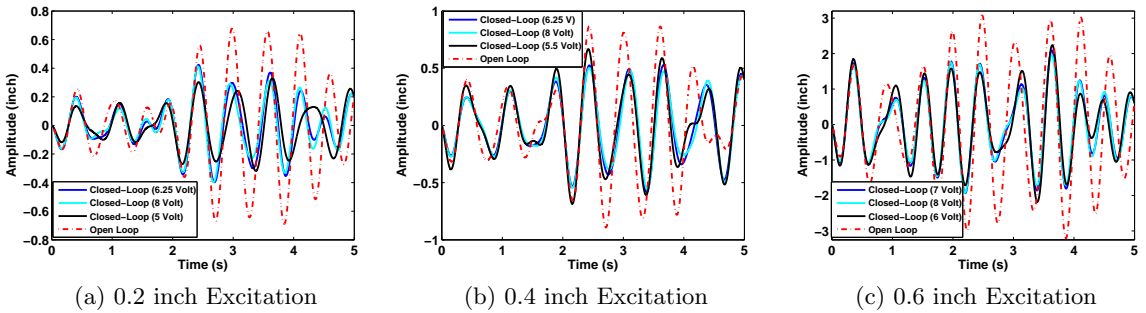 0.8
0.6
0.4
0.2
0
−0.2
−0.4
−0.6
−0.8
Amplitude (inch)
Closed−Loop (6.25 Volt)
Closed−Loop (8 Volt)
Closed−Loop (5 Volt)
Open Loop
0 1 2 3 4 5
Time (s)
(a) 0.2 inch Excitation
1
0.5
0
−0.5
−1
Amplitude (inch)
Closed−Loop (6.25 V)
Closed−Loop (8 Volt)
Closed−Loop (5.5 Volt)
Open Loop
0 1 2 3 4 5
Time (s)
(b) 0.4 inch Excitation
3
2
1
0
−1
−2
−3
Amplitude (inch)
Closed−Loop (7 Volt)
Closed−Loop (8 Volt)
Closed−Loop (6 Volt)
Open Loop
0 1 2 3 4 5
Time (s)
(c) 0.6 inch Excitation